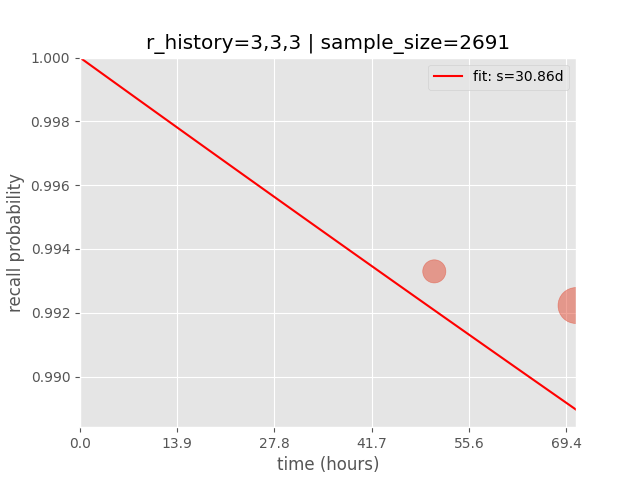 r_history=3,3,3 | sample_size=2691
fit: s=30.86d
recall probability
1.000
0.998
0.996
0.994
0.992
0.990
0.0 13.9 27.8 41.7 55.6 69.4
time (hours)